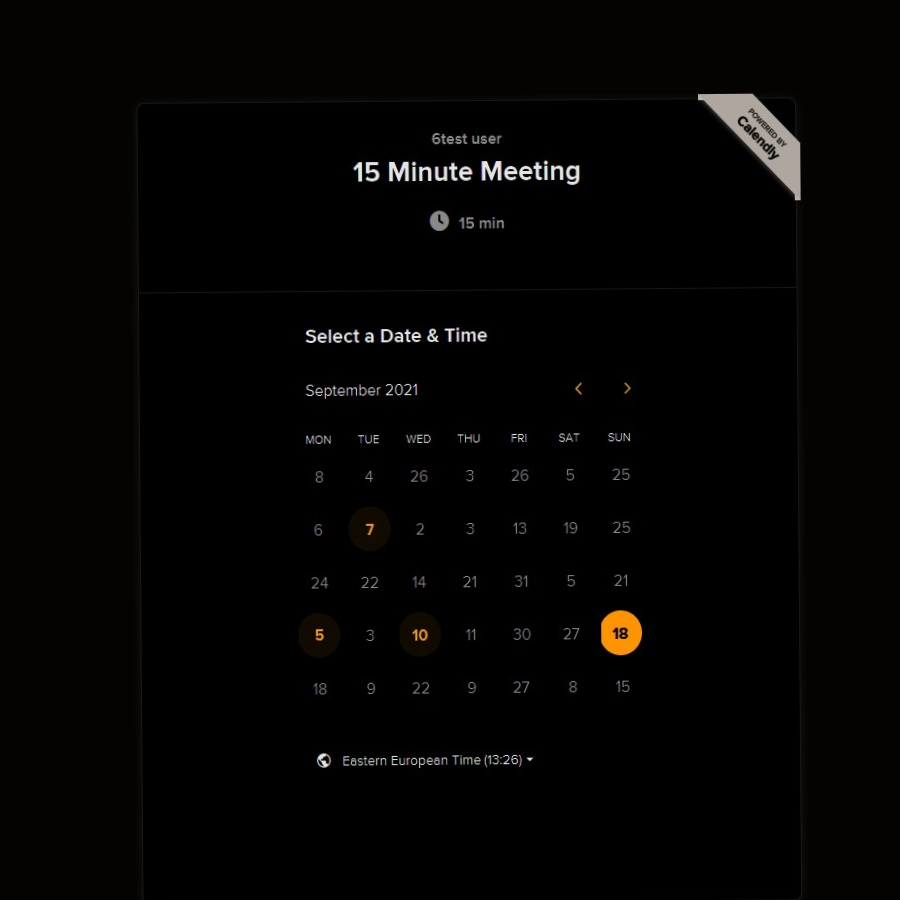 POWERED BY
Calendly
6test user
15 Minute Meeting
15 min
Select a Date & Time
September 2021
MON TUE WED THU FRI SAT SUN
8 4 26 3 26 5 25
6 7 2 3 13 19 25
24 22 14 21 31 5 21
5 3 10 11 30 27 18
18 9 22 9 27 8 15
Eastern European Time (13:26)